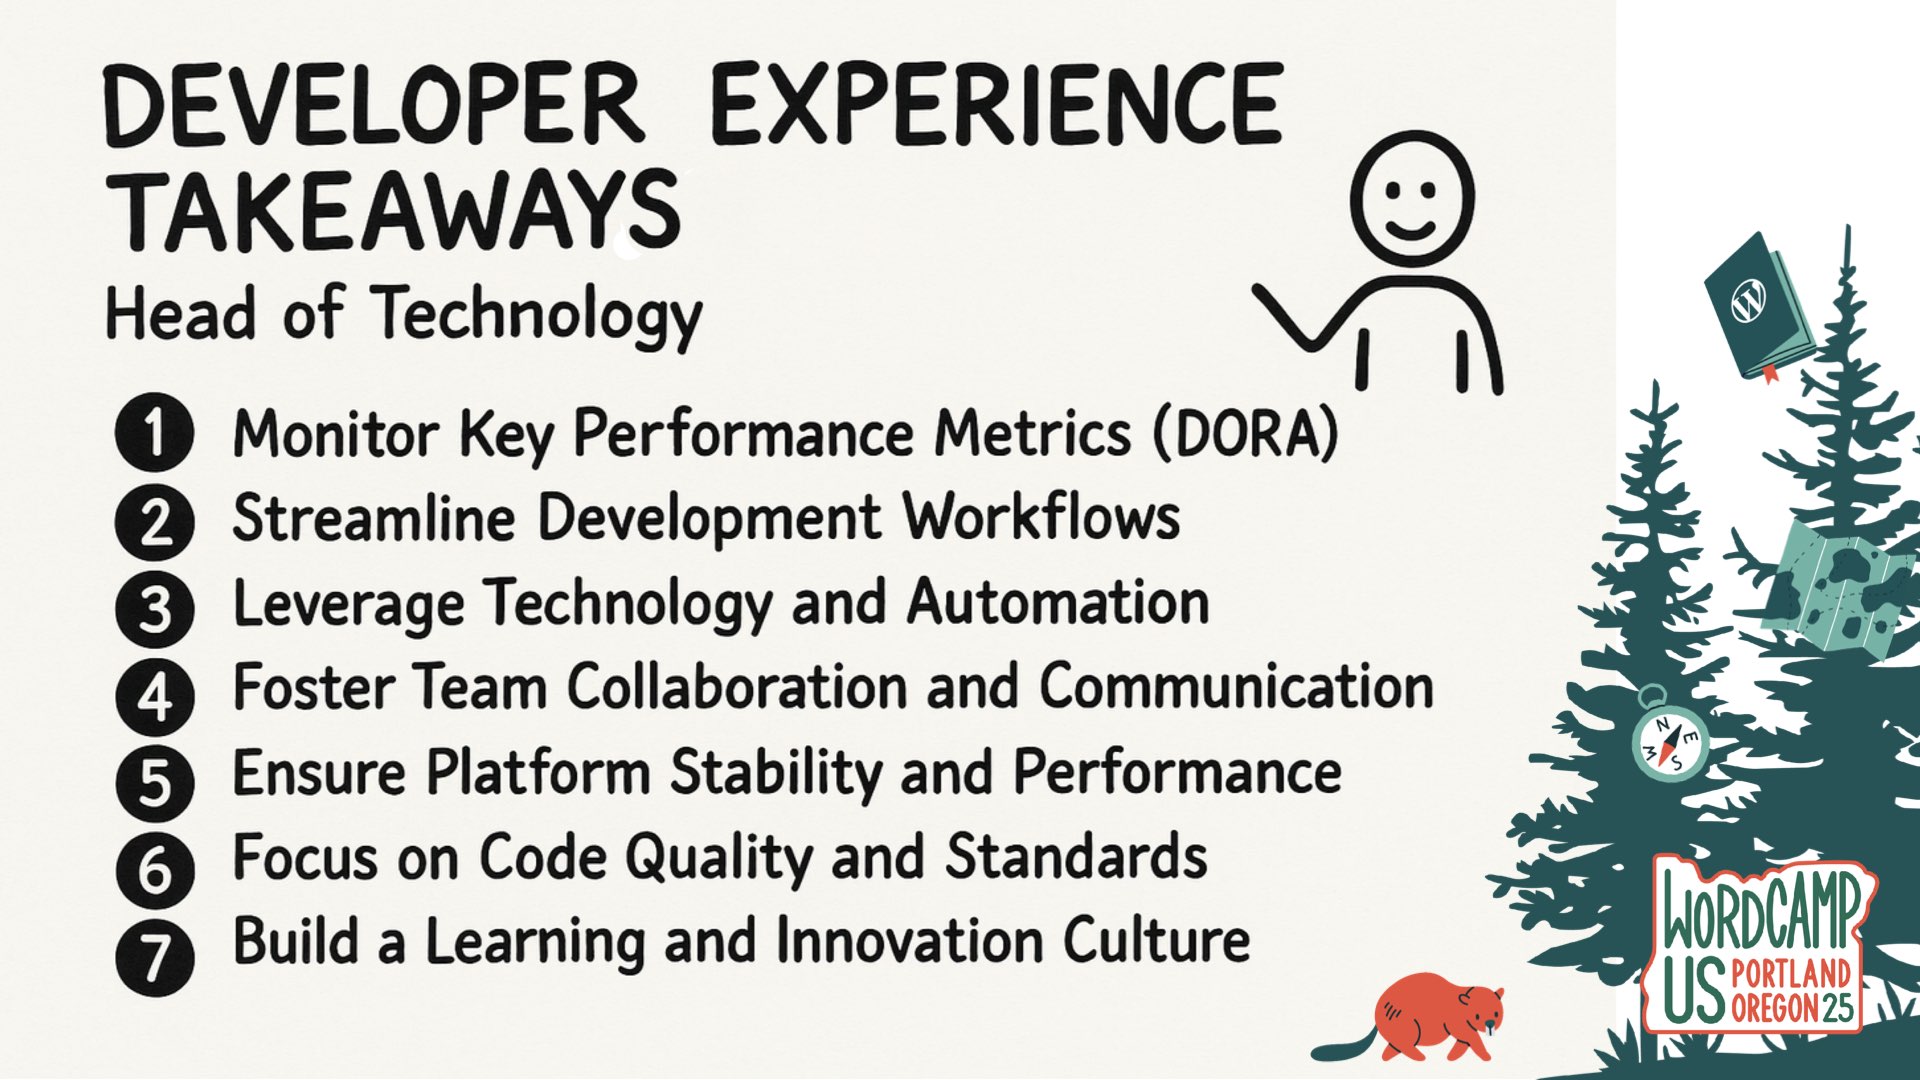 DEVELOPER EXPERIENCE
TAKEAWAYS
Head of Technology
1 Monitor Key Performance Metrics (DORA)
2 Streamline Development Workflows
3 Leverage Technology and Automation
4 Foster Team Collaboration and Communication
5 Ensure Platform Stability and Performance
6 Focus on Code Quality and Standards
7 Build a Learning and Innovation Culture
W
N
E
W
S
WORDCAMP
US PORTLAND
OREGON 25